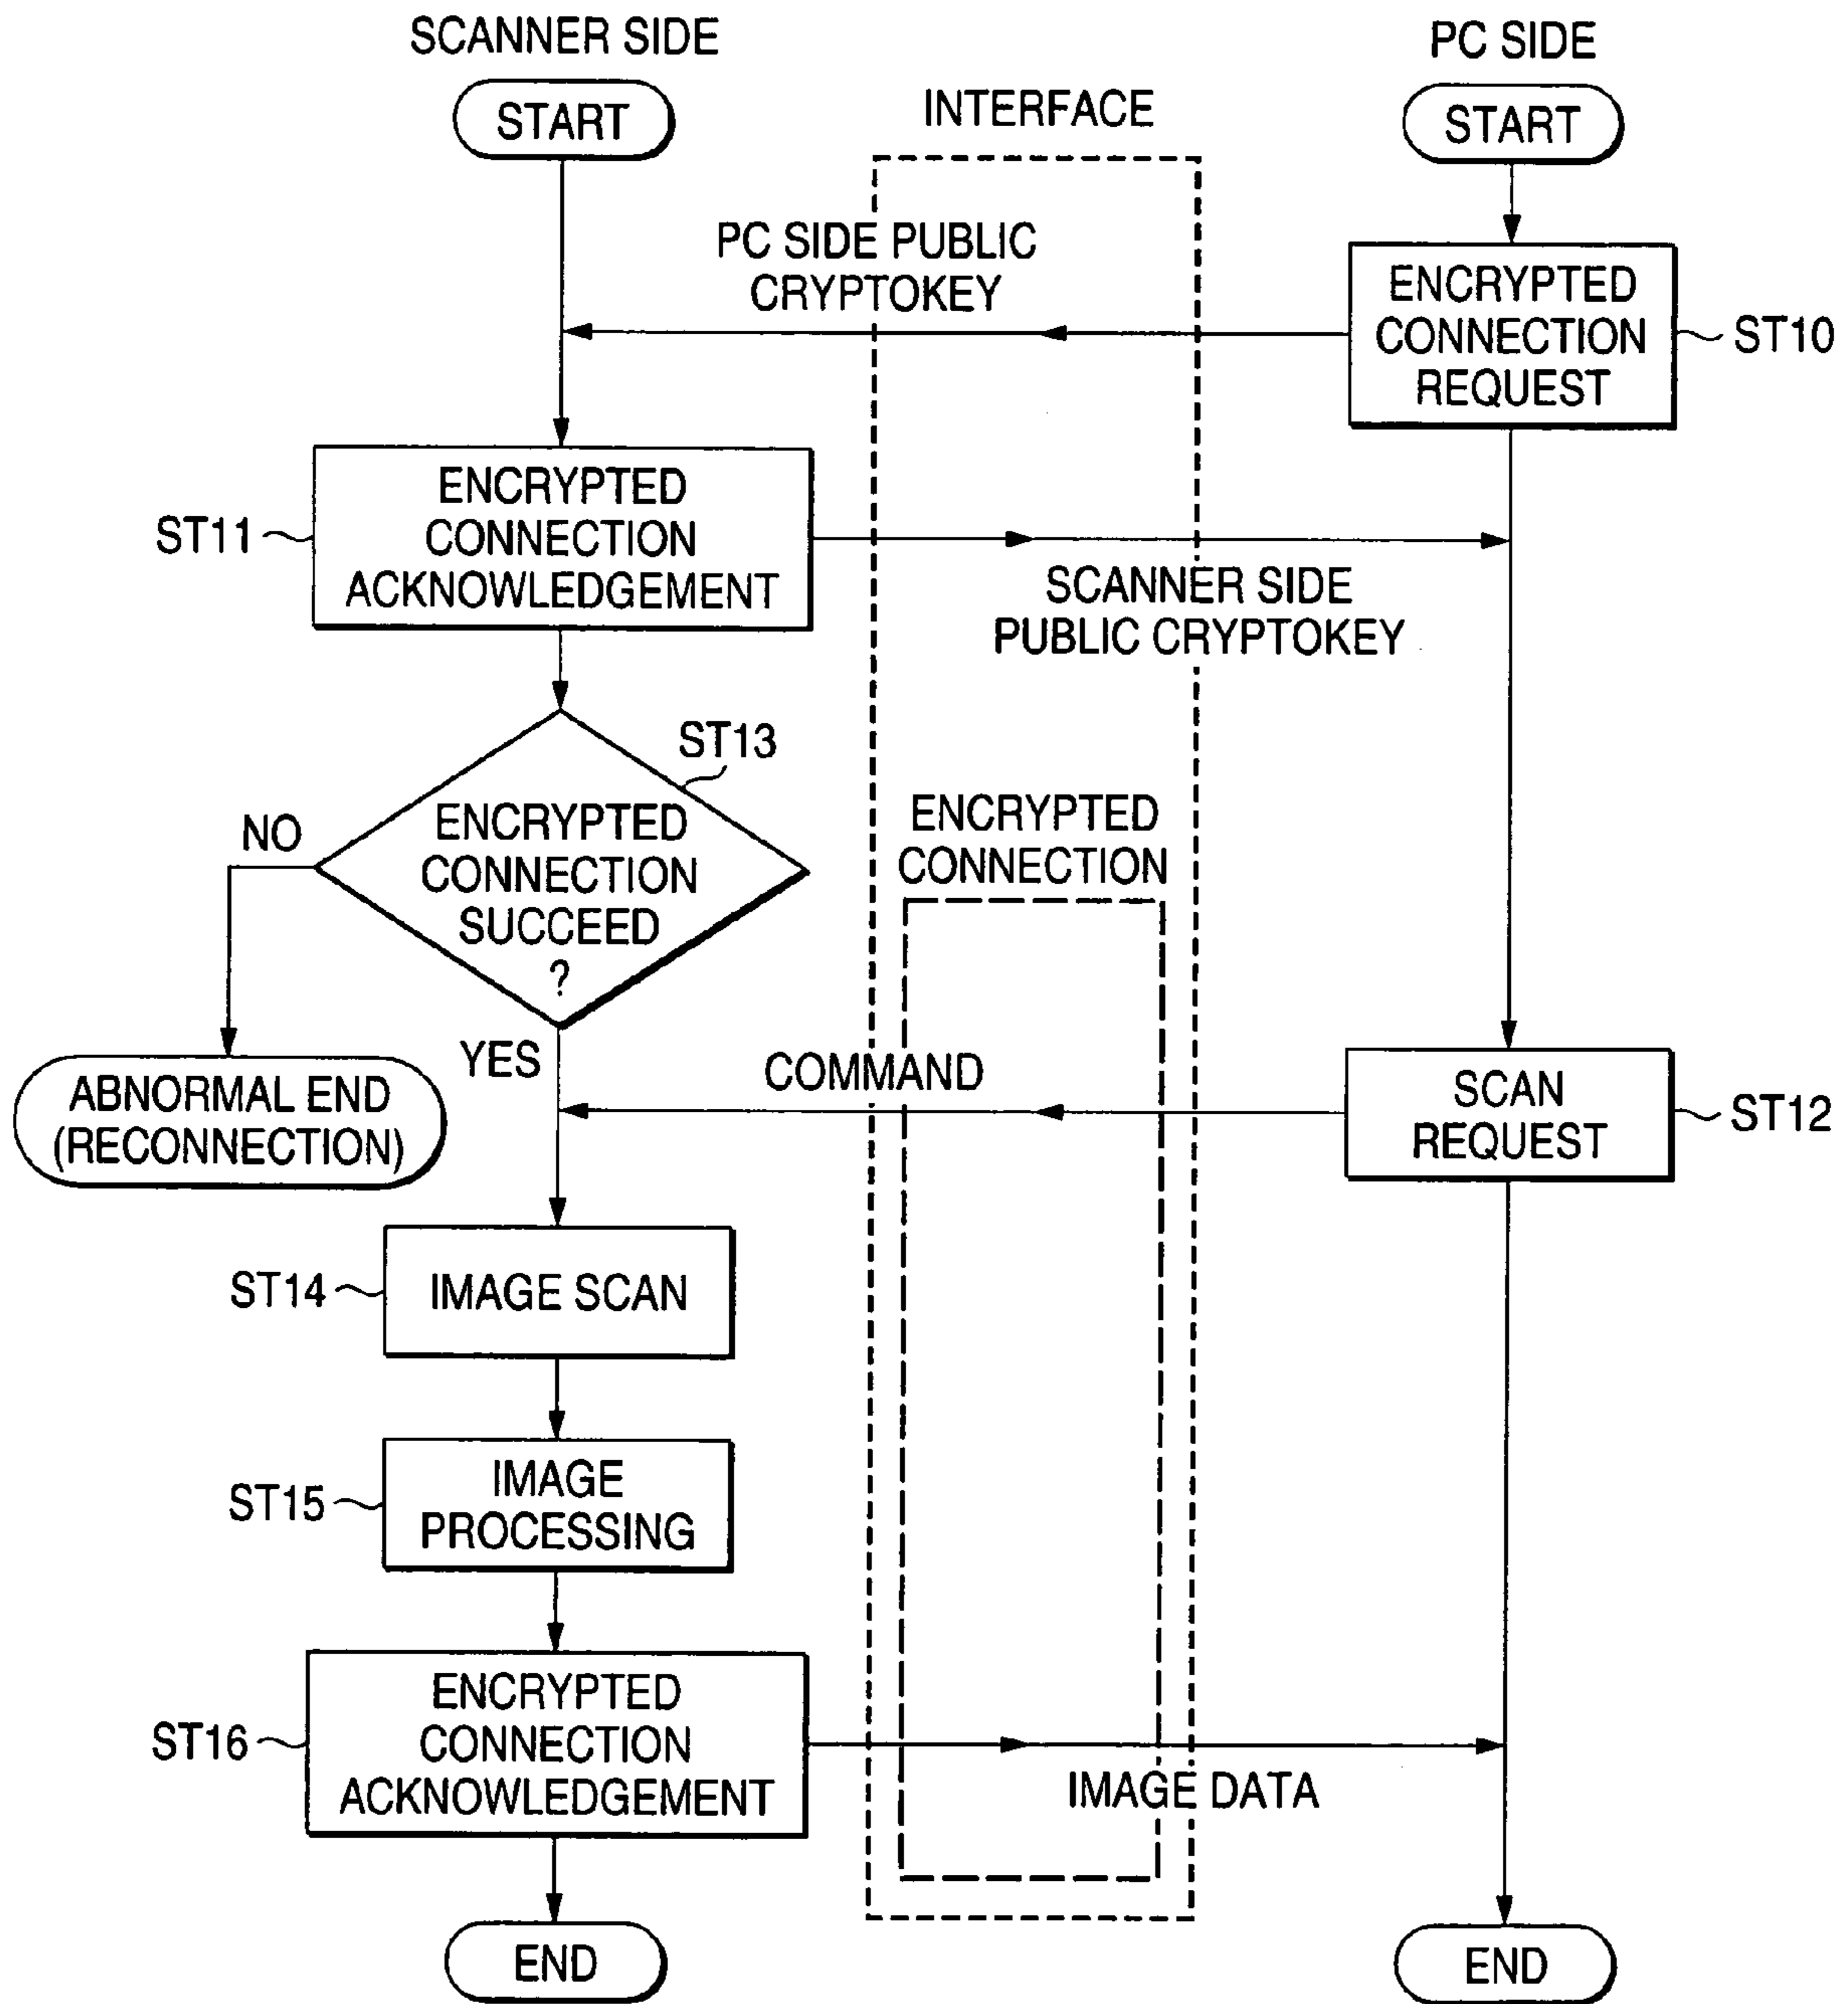 SCANNER SIDE
PC SIDE
START
INTERFACE
START
PC SIDE PUBLIC
CRYPTOKEY
ENCRYPTED
CONNECTION
REQUEST
ST10
ST11
ENCRYPTED
CONNECTION
ACKNOWLEDGEMENT
SCANNER SIDE
PUBLIC CRYPTOKEY
ST13
ENCRYPTED
CONNECTION
SUCCEED
?
NO
ENCRYPTED
CONNECTION
YES
ABNORMAL END
(RECONNECTION)
COMMAND
SCAN
REQUEST
ST12
ST14
IMAGE SCAN
ST15
IMAGE
PROCESSING
ST16
ENCRYPTED
CONNECTION
ACKNOWLEDGEMENT
IMAGE DATA
END
END